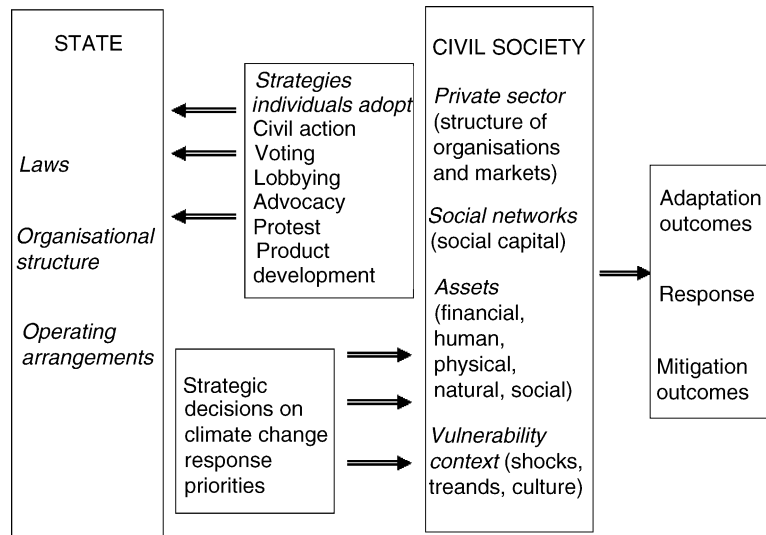 STATE
Laws
Organisational
structure
Operating
arrangements
Strategies
individuals adopt
Civil action
Voting
Lobbying
Advocacy
Protest
Product
development
Strategic
decisions on
climate change
response
priorities
CIVIL SOCIETY
Private sector
(structure of
organisations
and markets)
Social networks
(social capital)
Assets
(financial,
human,
physical,
natural, social)
Vulnerability
context (shocks,
treands, culture)
Adaptation
outcomes
Response
Mitigation
outcomes